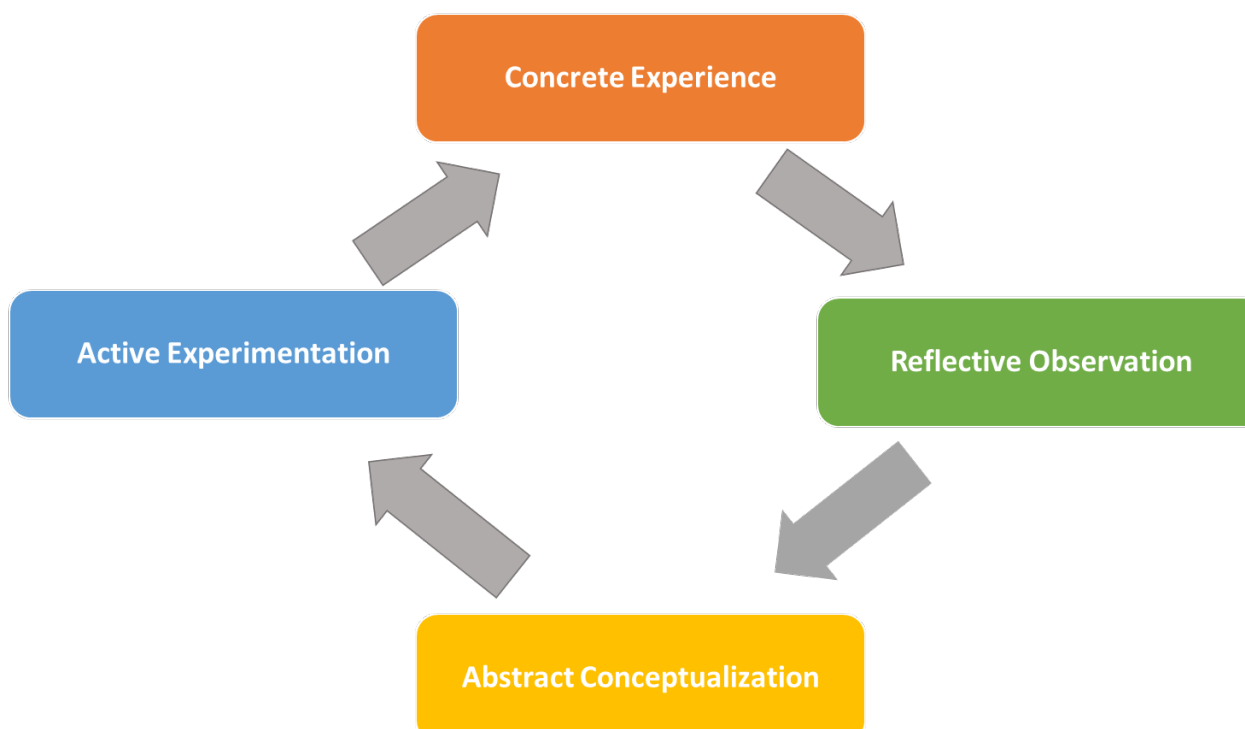 Concrete Experience
Active Experimentation
Reflective Observation
Abstract Conceptualization